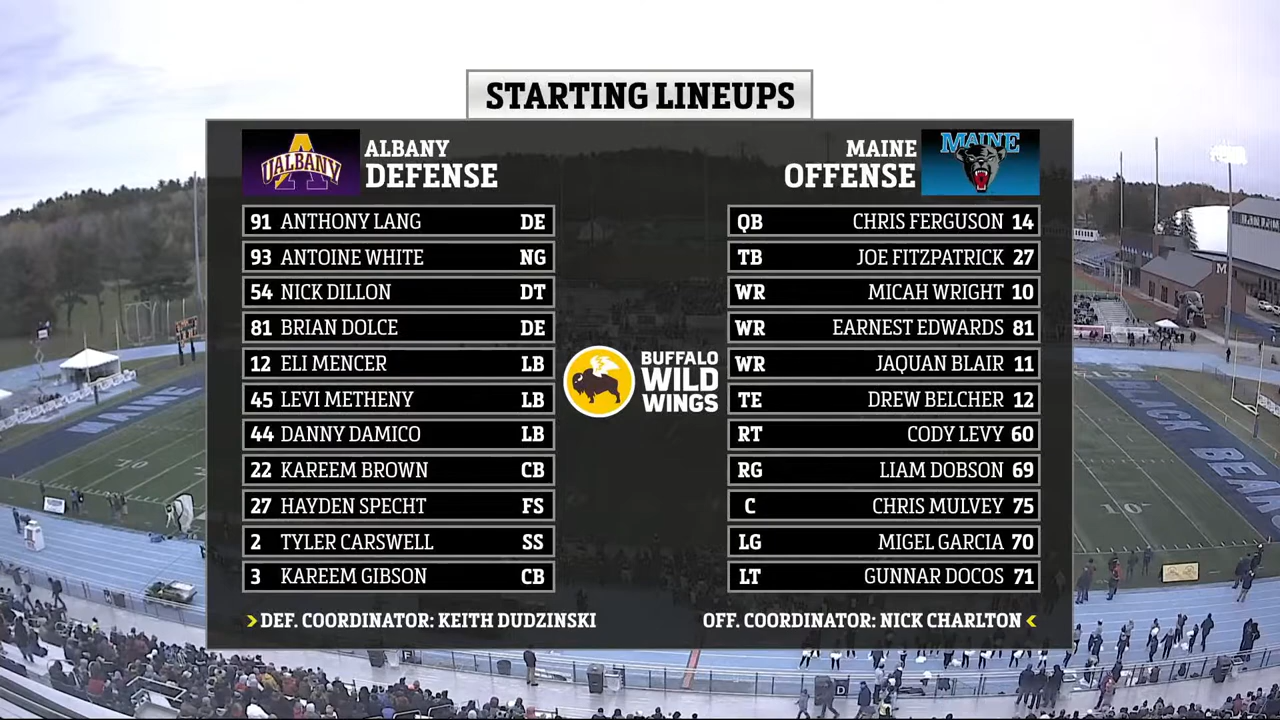 STARTING LINEUPS
UALBANY
ALBANY
DEFENSE
91 ANTHONY LANG DE
93 ANTOINE WHITE NG
54 NICK DILLON DT
81 BRIAN DOLCE DE
12 ELI MENCER LB
45 LEVI METHENY LB
44 DANNY DAMICO LB
22 KAREEM BROWN CB
27 HAYDEN SPECHT FS
2 TYLER CARSWELL SS
3 KAREEM GIBSON CB
> DEF. COORDINATOR: KEITH DUDZINSKI
BUFFALO
WILD
WINGS
MAINE
OFFENSE
MAINE
QB CHRIS FERGUSON 14
TB JOE FITZPATRICK 27
WR MICAH WRIGHT 10
WR EARNEST EDWARDS 81
WR JAQUAN BLAIR 11
TE DREW BELCHER 12
RT CODY LEVY 60
RG LIAM DOBSON 69
C CHRIS MULVEY 75
LG MIGEL GARCIA 70
LT GUNNAR DOCOS 71
OFF. COORDINATOR: NICK CHARLTON <
MAINE
10
M
BLACK BEARS
10